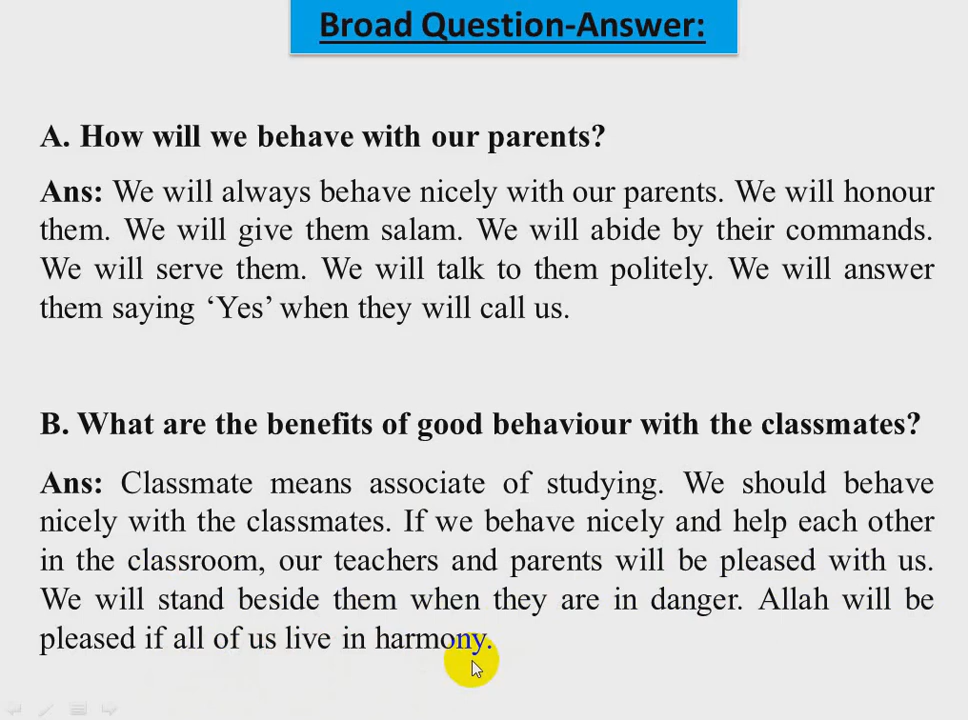 Broad Question-Answer:
A. How will we behave with our parents?
Ans: We will always behave nicely with our parents. We will honour
them. We will give them salam. We will abide by their commands.
We will serve them. We will talk to them politely. We will answer
them saying ‘Yes’ when they will call us.
B. What are the benefits of good behaviour with the classmates?
Ans: Classmate means associate of studying. We should behave
nicely with the classmates. If we behave nicely and help each other
in the classroom, our teachers and parents will be pleased with us.
We will stand beside them when they are in danger. Allah will be
pleased if all of us live in harmony.